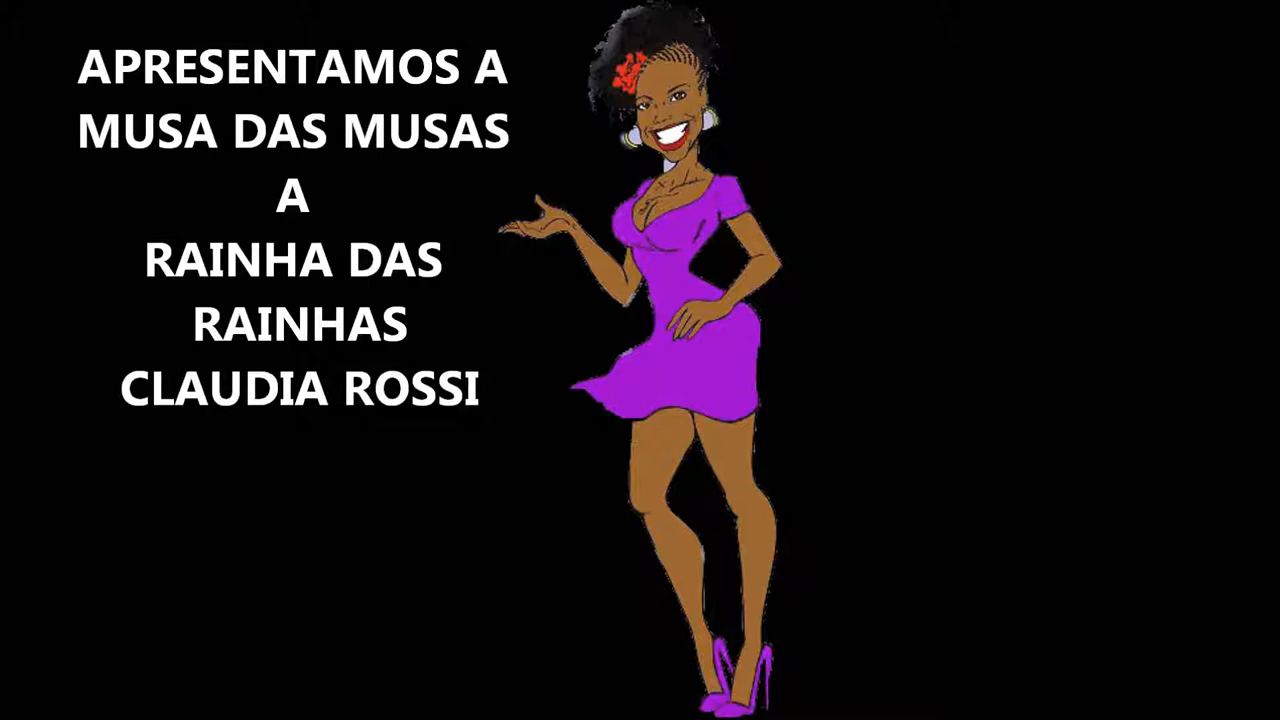 APRESENTAMOS A
MUSA DAS MUSAS
A
RAINHA DAS
RAINHAS
CLAUDIA ROSSI